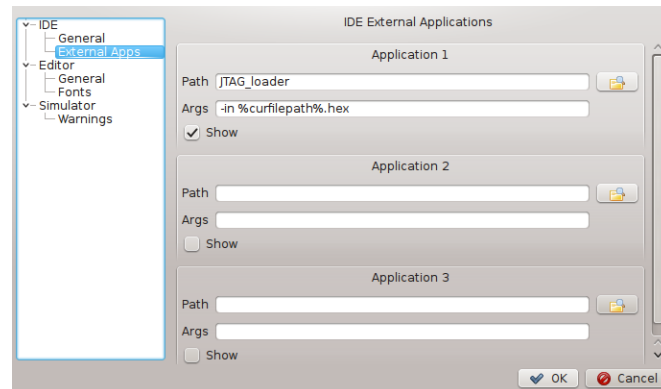 IDE
General
External Apps
Editor
General
Fonts
Simulator
Warnings
IDE External Applications
Application 1
Path JTAG_loader
Args -in %curfilepath%.hex
Show
Application 2
Path
Args
Show
Application 3
Path
Args
Show
OK Cancel